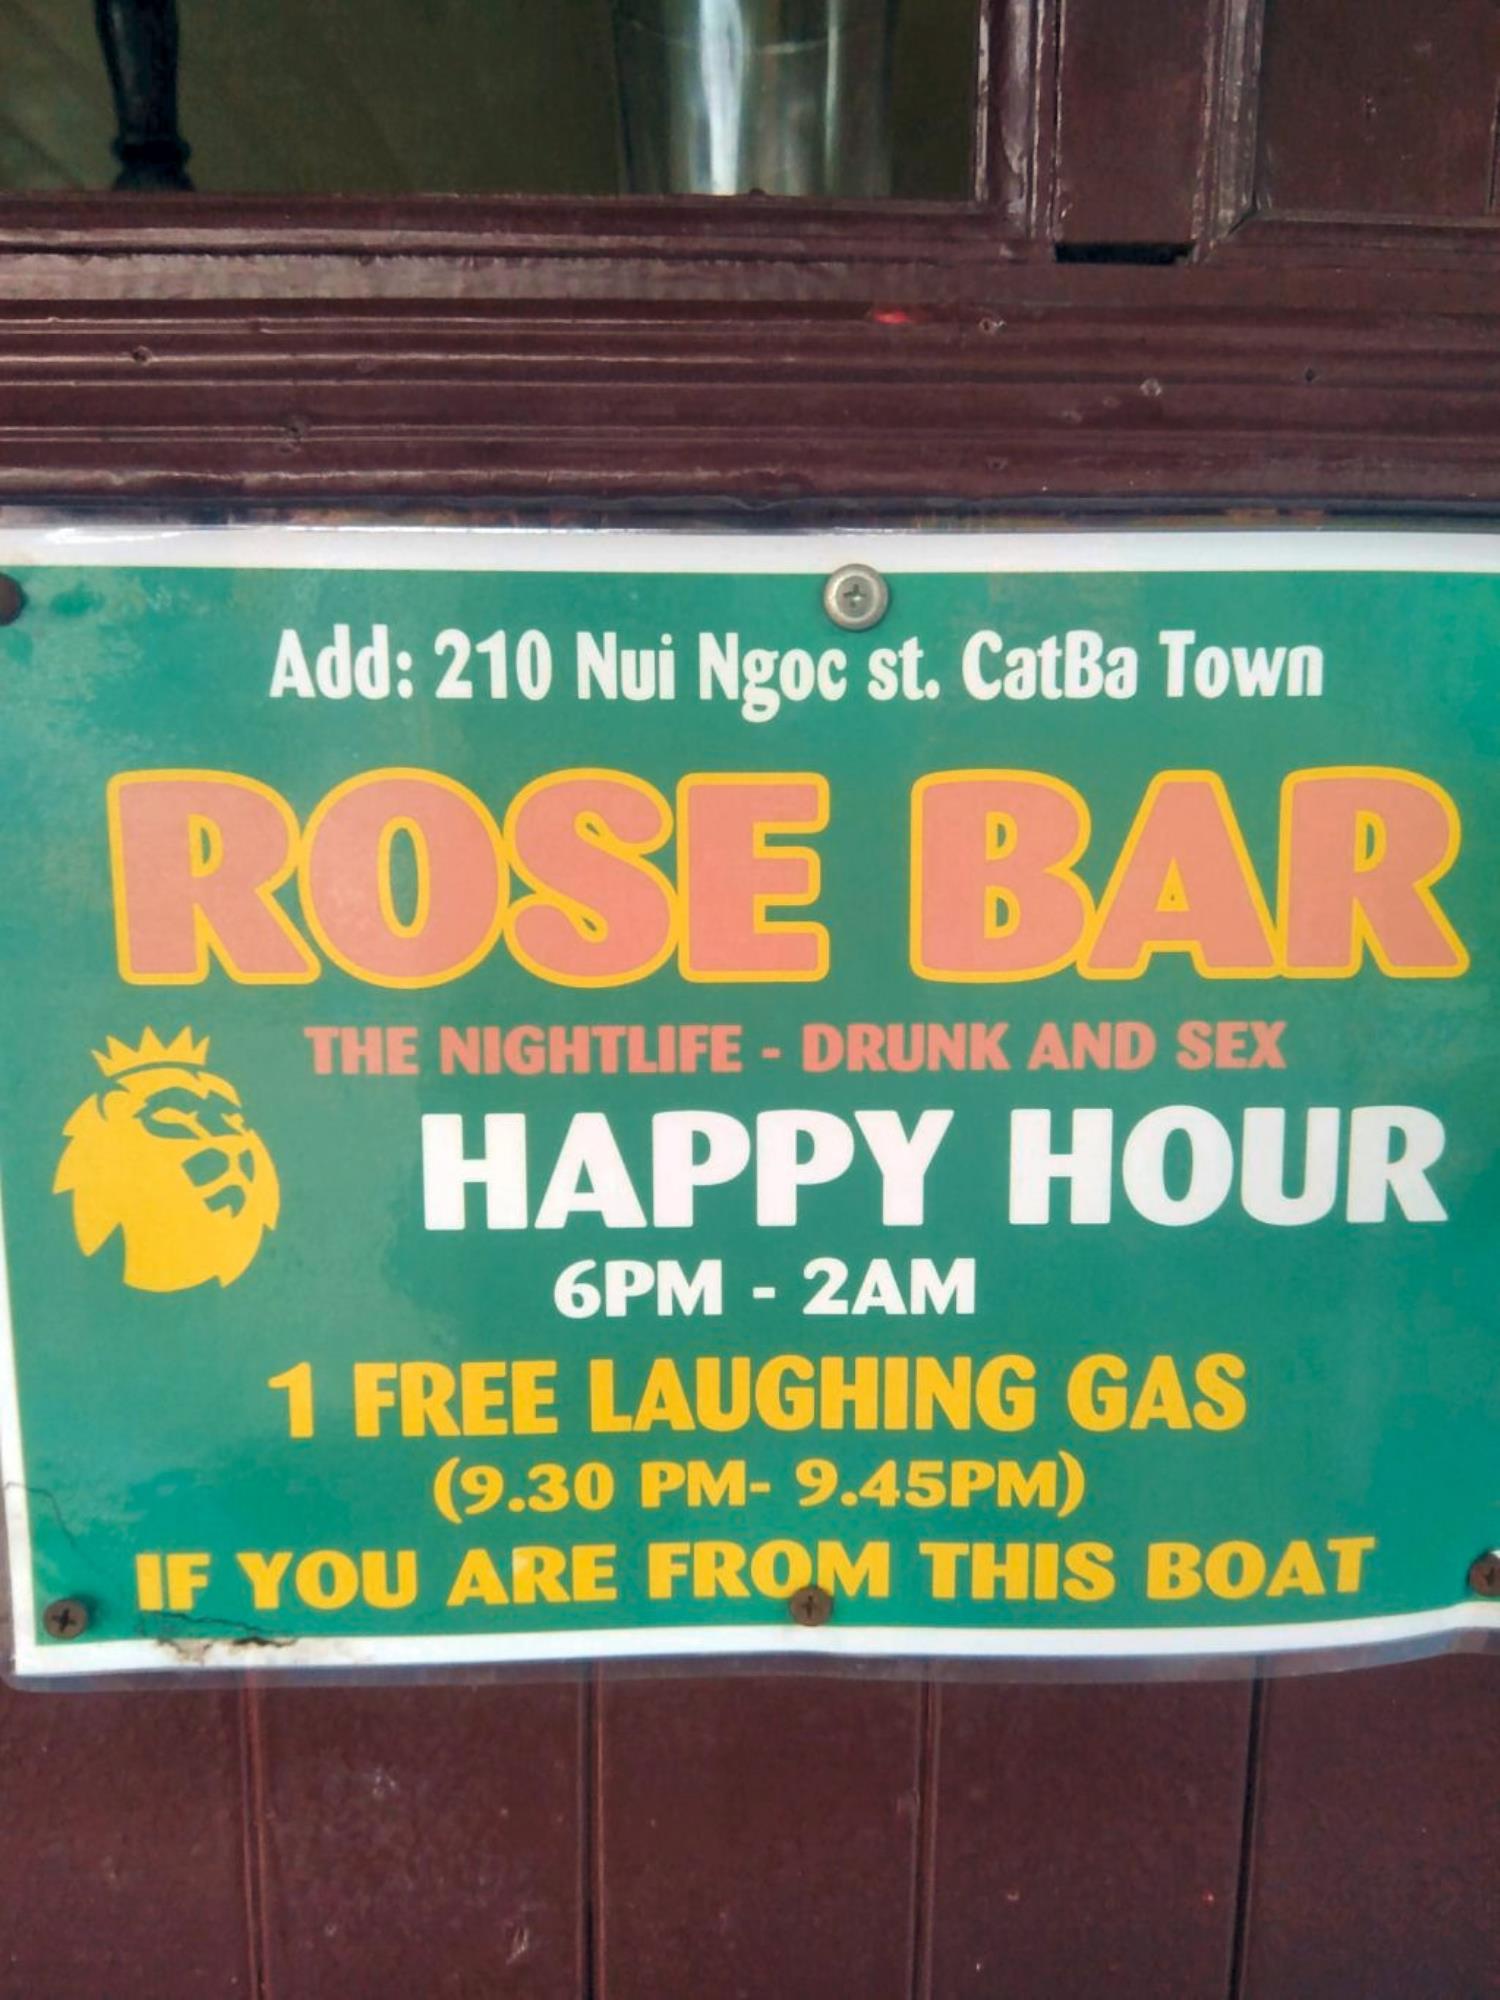 Add: 210 Nui Ngoc st. CatBa Town
ROSE BAR
THE NIGHTLIFE - DRUNK AND SEX
HAPPY HOUR
6PM - 2AM
1 FREE LAUGHING GAS
(9.30 PM- 9.45PM)
IF YOU ARE FROM THIS BOAT